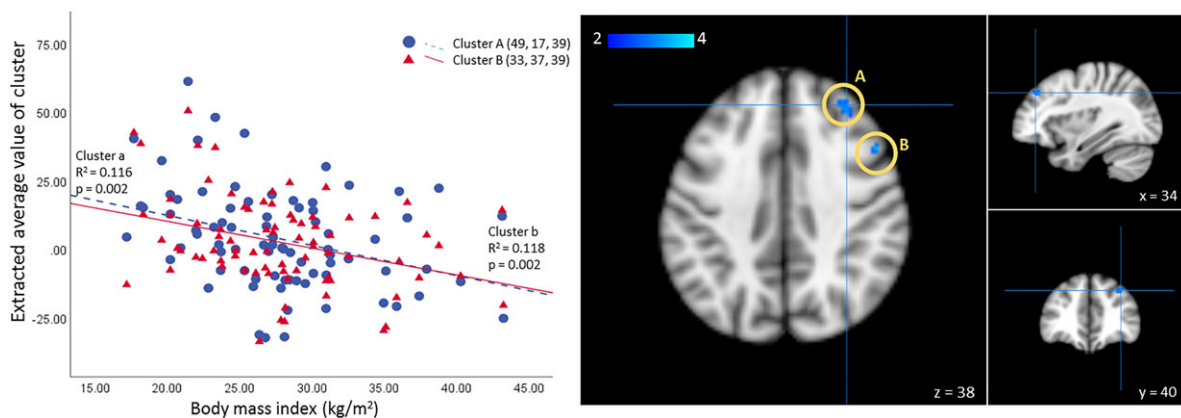 75.00
50.00
25.00
.00
-25.00
Extracted average value of cluster
Cluster A (49, 17, 39)
Cluster B (33, 37, 39)
Cluster a
R² = 0.116
p = 0.002
Cluster b
R² = 0.118
p = 0.002
15.00 20.00 25.00 30.00 35.00 40.00 45.00
Body mass index (kg/m²)
2 4
A
B
z = 38
x = 34
y = 40